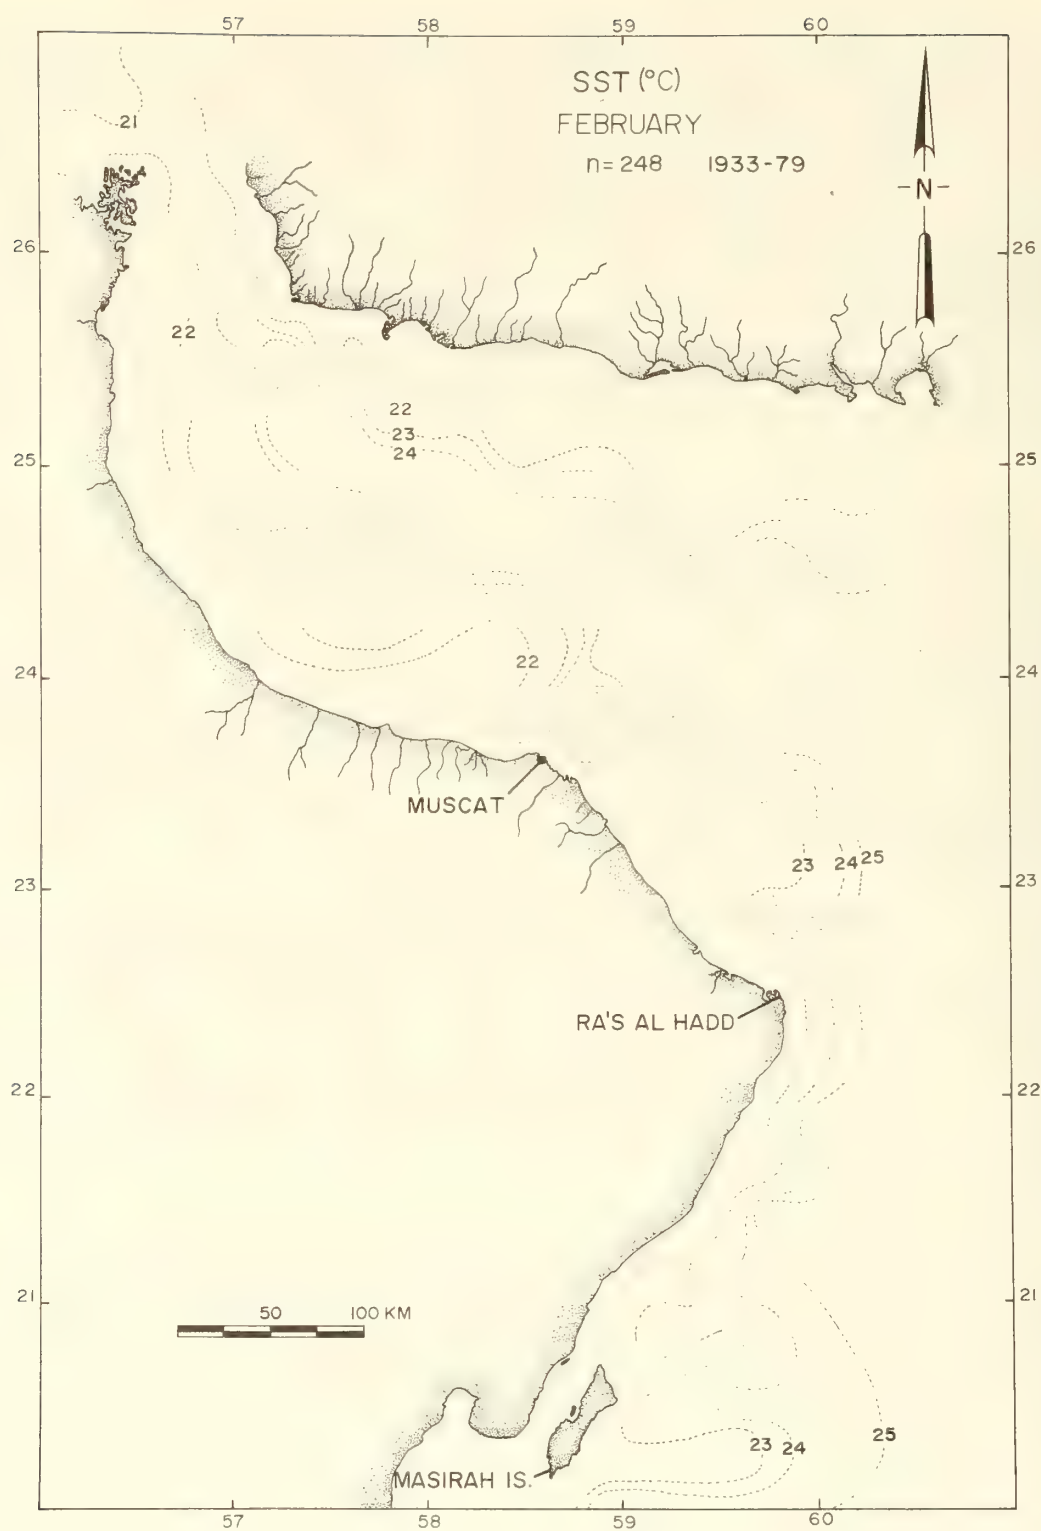 57 58 59 60
SST (°C)
FEBRUARY
n=248 1933-79
21
-N-
26 26
22
22
23
24
25 25
22
24 24
MUSCAT
23 24 25
23 23
RA'S AL HADD
22 22
21 21
50 100 KM
25
23 24
MASIRAH IS.
57 58 59 60